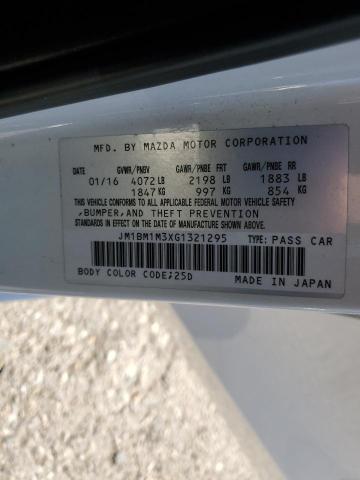 MFD. BY MAZDA MOTOR CORPORATION
GVWR/PNBV GAWR/PNBE FRT GAWR/PNBE RR
01/16 4072 LB 2198 LB 1883 LB
1847 KG 997 KG 854 KG
THIS VEHICLE CONFORMS TO ALL
APPLICABLE FEDERAL MOTOR VEHICLE SAFETY
,BUMPER,AND THEFT PREVENTION
STANDARDS IN EFFECT ON THE DATE OF
MANUFACTURE SHOWN ABOVE.
JM1BM1M3XG1321295 TYPE: PASS CAR
BODY COLOR CODE;25D MADE IN JAPAN